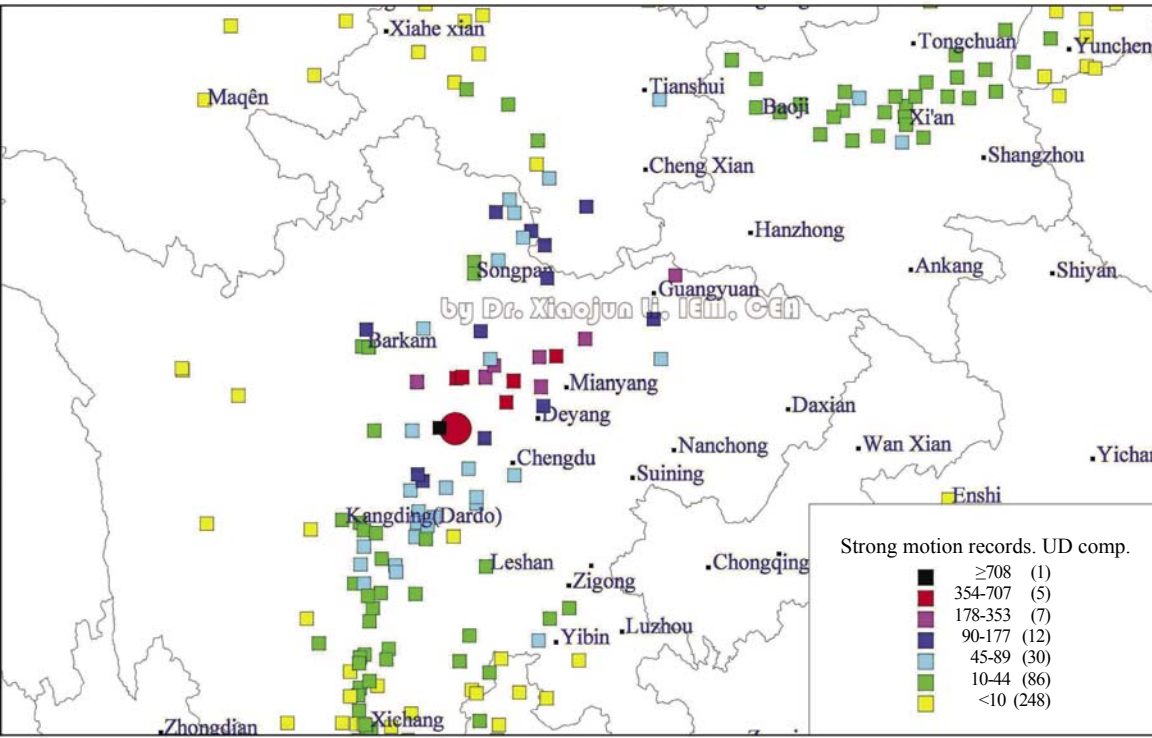 Xiahe xian
Tongchuan
Yunchen
Tianshui
Maqên
Baoji
Xi'an
Cheng Xian
Shangzhou
Hanzhong
Songpan
Ankang
Shiyan
Guangyuan
by Dr. Xiaojun Li, IEM, CEA
Barkam
Mianyang
Deyang
Daxian
Nanchong
Wan Xian
Chengdu
Yichar
Suining
Enshi
Kangding(Dardo)
Leshan
Chongqing
Zigong
Luzhou
Yibin
Xichang
Zhongdian
Strong motion records. UD comp.
≥708 (1)
354-707 (5)
178-353 (7)
90-177 (12)
45-89 (30)
10-44 (86)
<10 (248)